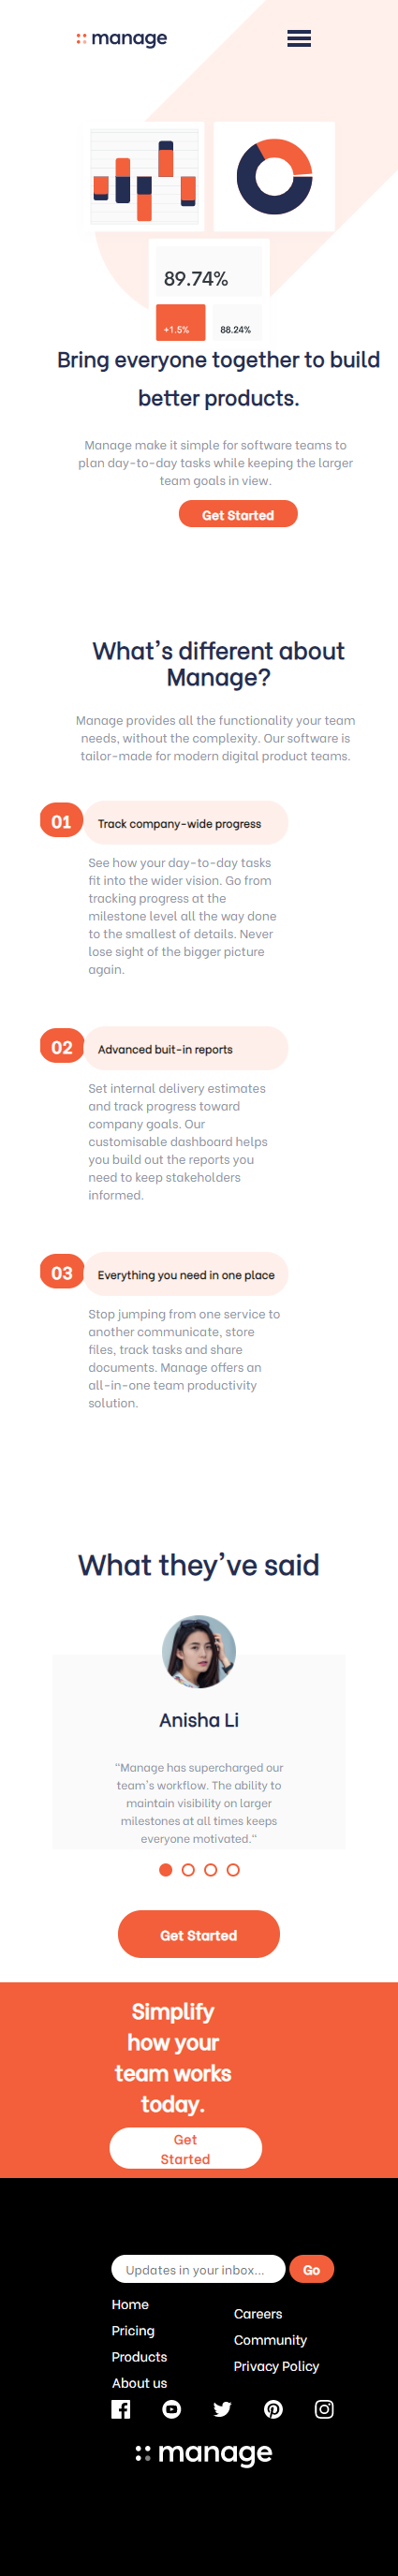 manage
89.74%
+1.5%
88.24%
Bring everyone together to build
better products.
Manage make it simple for software teams to
plan day-to-day tasks while keeping the larger
team goals in view.
Get Started
What's different about
Manage?
Manage provides all the functionality your team
needs, without the complexity. Our software is
tailor-made for modern digital product teams.
01
Track company-wide progress
See how your day-to-day tasks
fit into the wider vision. Go from
tracking progress at the
milestone level all the way done
to the smallest of details. Never
lose sight of the bigger picture
again.
02
Advanced buit-in reports
Set internal delivery estimates
and track progress toward
company goals. Our
customisable dashboard helps
you build out the reports you
need to keep stakeholders
informed.
03
Everything you need in one place
Stop jumping from one service to
another communicate, store
files, track tasks and share
documents. Manage offers an
all-in-one team productivity
solution.
What they've said
Anisha Li
"Manage has supercharged our
team's workflow. The ability to
maintain visibility on larger
milestones at all times keeps
everyone motivated."
Get Started
Simplify
how your
team works
today.
Get
Started
Updates in your inbox...
Go
Home
Pricing
Products
About us
Careers
Community
Privacy Policy
manage